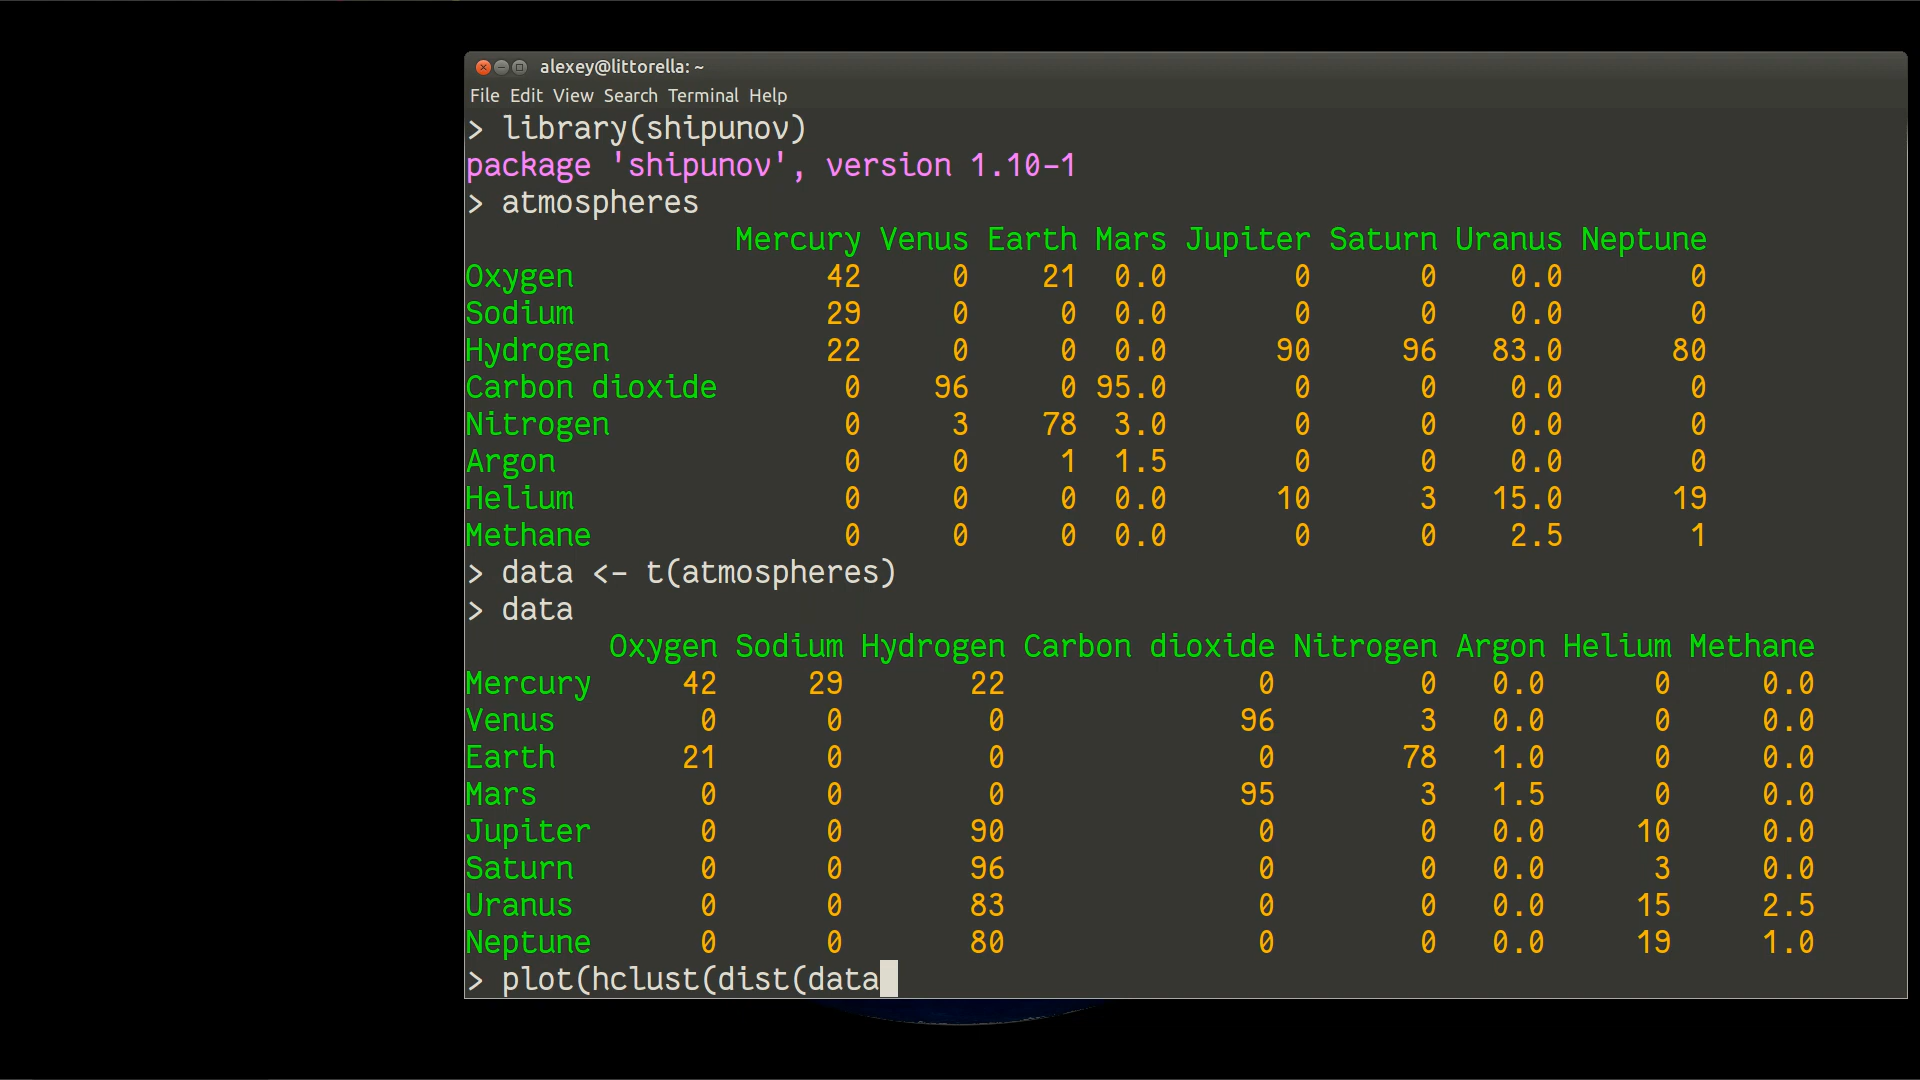 alexey@littorella: ~
File Edit View Search Terminal Help
> library(shipunov)
package 'shipunov', version 1.10-1
> atmospheres
Mercury Venus Earth Mars Jupiter Saturn Uranus Neptune
Oxygen 42 0 21 0.0 0 0 0.0 0
Sodium 29 0 0 0.0 0 0 0.0 0
Hydrogen 22 0 0 0.0 90 96 83.0 80
Carbon dioxide 0 96 0 95.0 0 0 0.0 0
Nitrogen 0 3 78 3.0 0 0 0.0 0
Argon 0 0 1 1.5 0 0 0.0 0
Helium 0 0 0 0.0 10 3 15.0 19
Methane 0 0 0 0.0 0 0 2.5 1
> data <- t(atmospheres)
> data
Oxygen Sodium Hydrogen Carbon dioxide Nitrogen Argon Helium Methane
Mercury 42 29 22 0 0 0.0 0 0.0
Venus 0 0 0 96 3 0.0 0 0.0
Earth 21 0 0 0 78 1.0 0 0.0
Mars 0 0 0 95 3 1.5 0 0.0
Jupiter 0 0 90 0 0 0.0 10 0.0
Saturn 0 0 96 0 0 0.0 3 0.0
Uranus 0 0 83 0 0 0.0 15 2.5
Neptune 0 0 80 0 0 0.0 19 1.0
> plot(hclust(dist(data